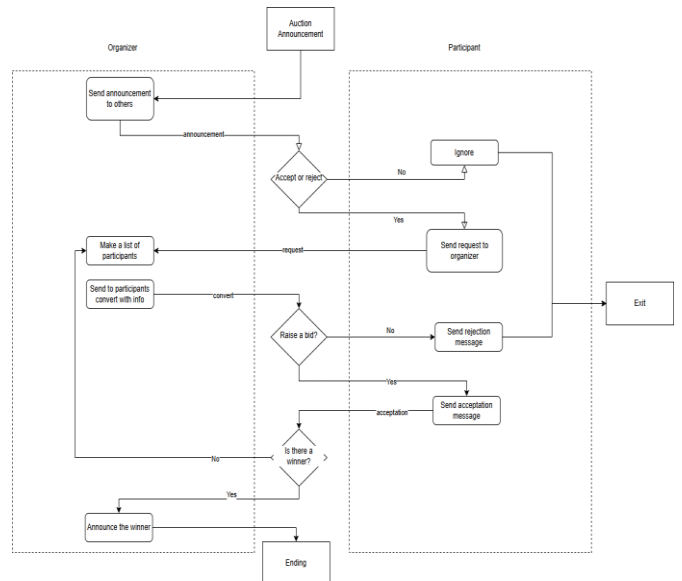 Auction
Announcement
Organizer
Participant
Send announcement
to others
announcement
Accept or reject
No
Ignore
Yes
Make a list of
participants
request
Send request to
organizer
Send to participants
convert with info
convert
Exit
Raise a bid?
No
Send rejection
message
Yes
Send acceptation
message
acceptation
Is there a
winner?
No
Yes
Announce the winner
Ending